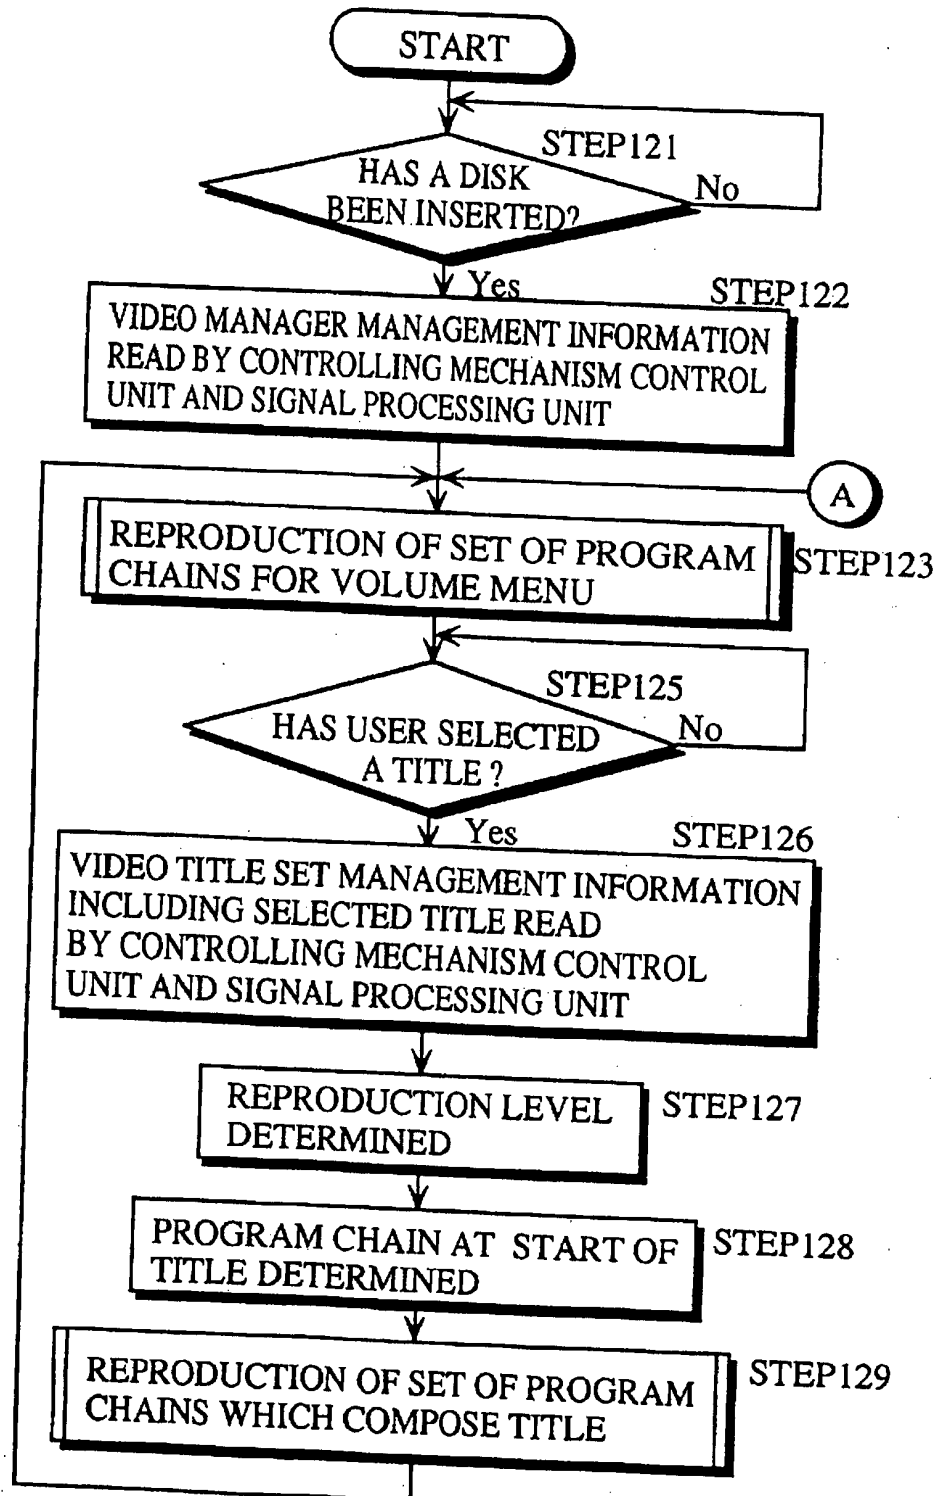 START
STEP121
HAS A DISK
BEEN INSERTED?
No
Yes
STEP122
VIDEO MANAGER MANAGEMENT INFORMATION
READ BY CONTROLLING MECHANISM CONTROL
UNIT AND SIGNAL PROCESSING UNIT
A
REPRODUCTION OF SET OF PROGRAM
CHAINS FOR VOLUME MENU
STEP123
STEP125
HAS USER SELECTED
A TITLE ?
No
Yes
STEP126
VIDEO TITLE SET MANAGEMENT INFORMATION
INCLUDING SELECTED TITLE READ
BY CONTROLLING MECHANISM CONTROL
UNIT AND SIGNAL PROCESSING UNIT
REPRODUCTION LEVEL
DETERMINED
STEP127
PROGRAM CHAIN AT START OF
TITLE DETERMINED
STEP128
REPRODUCTION OF SET OF PROGRAM
CHAINS WHICH COMPOSE TITLE
STEP129